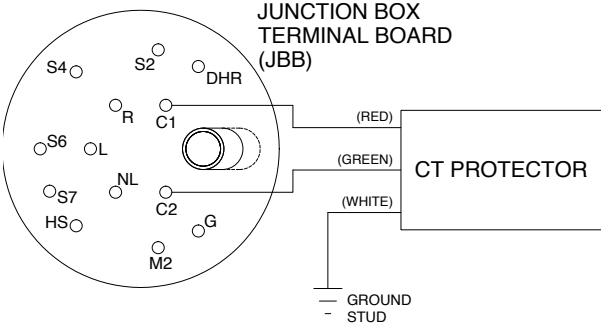 JUNCTION BOX
TERMINAL BOARD
(JBB)
S4
S2
DHR
R
C1
(RED)
S6
L
(GREEN)
CT PROTECTOR
NL
S7
C2
(WHITE)
HS
G
M2
GROUND
STUD